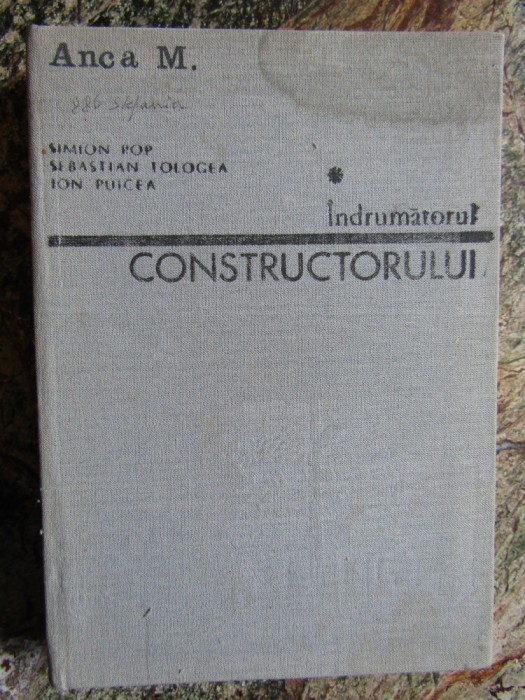 Anca M.
SIMION POP
SEBASTIAN TOLOGEA
ION PUICEA
*
Îndrumătorul
CONSTRUCTORULUI